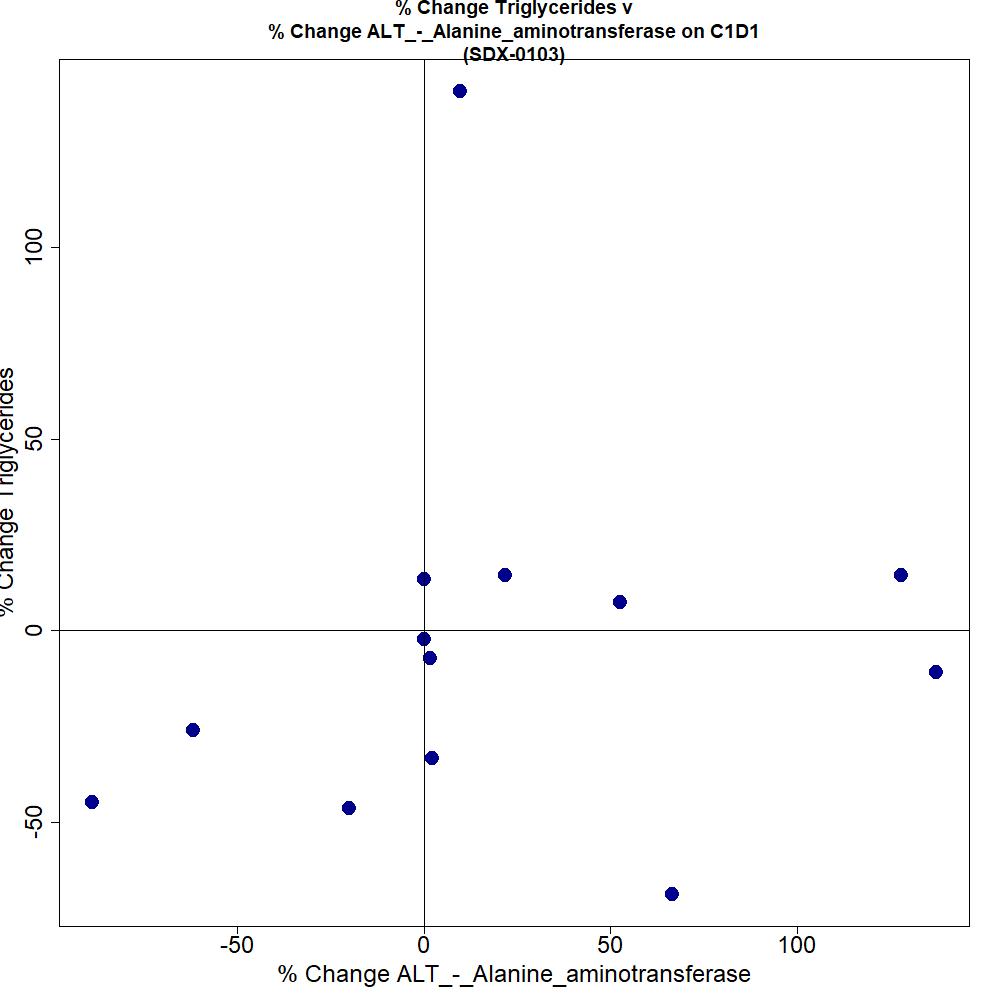 % Change Triglycerides v
% Change ALT_-_Alanine_aminotransferase on C1D1
(SDX-0103)
% Change Triglycerides
100
50
0
-50
-50
0
50
100
% Change ALT_-_Alanine_aminotransferase